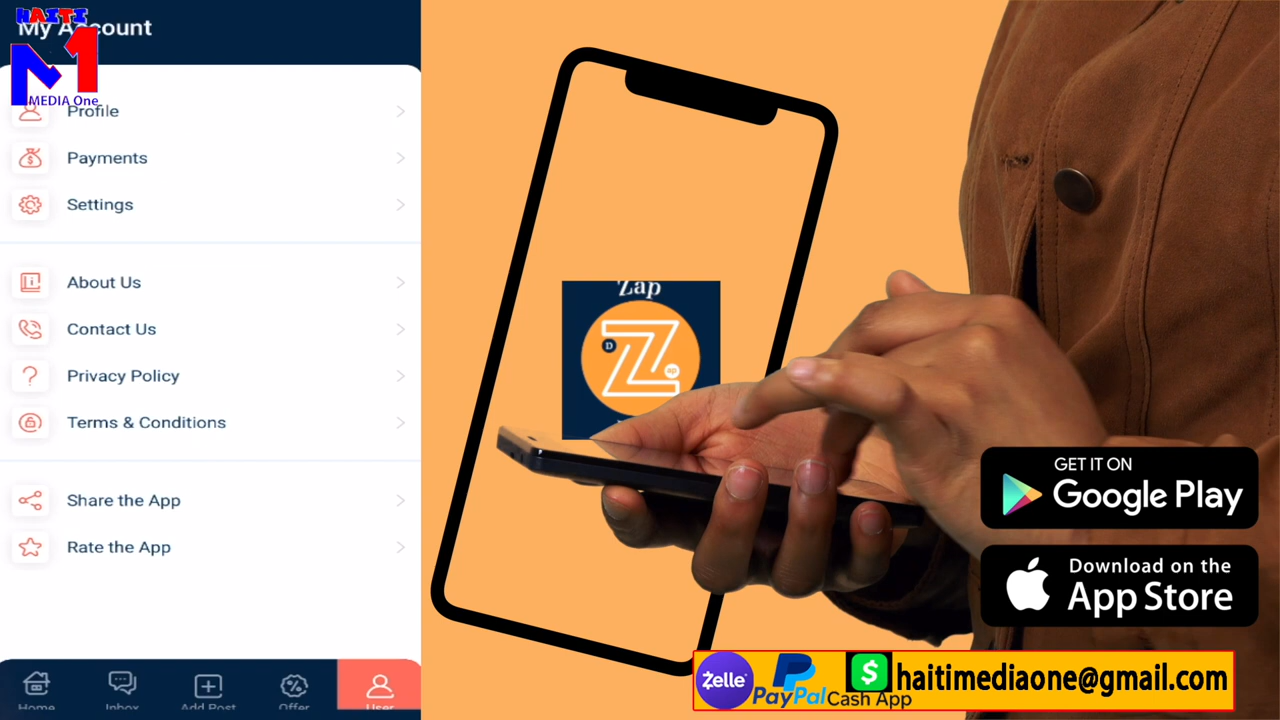 HAITI
My Account
M1
MEDIA One
Profile
Payments
Settings
About Us
Contact Us
Privacy Policy
Terms & Conditions
Share the App
Rate the App
Home
Inbox
Add Post
Offer
User
Zap
D
Z
ap
GET IT ON
Google Play
Download on the
App Store
Zelle
PayPal
$
Cash App
haitimediaone@gmail.com